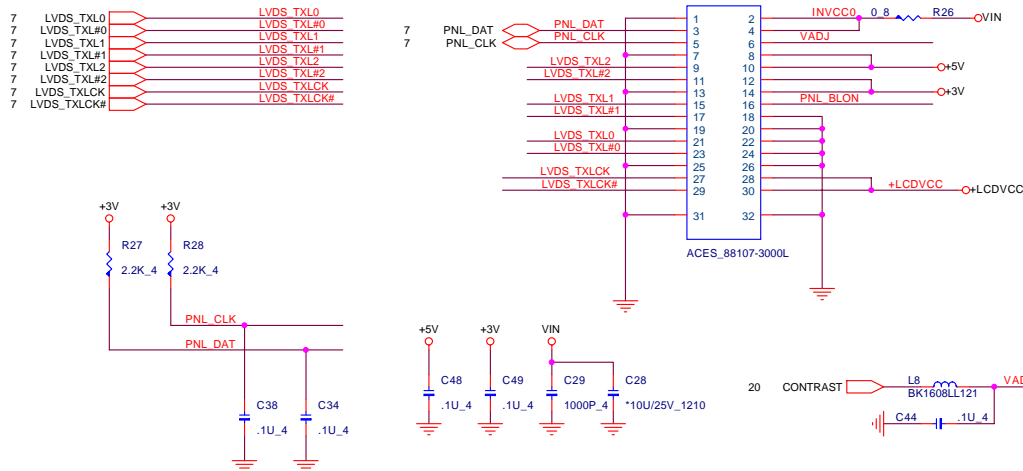 7 LVDS_TXL0 LVDS_TXL0
7 LVDS_TXL#0 LVDS_TXL#0
7 LVDS_TXL1 LVDS_TXL1
7 LVDS_TXL#1 LVDS_TXL#1
7 LVDS_TXL2 LVDS_TXL2
7 LVDS_TXL#2 LVDS_TXL#2
7 LVDS_TXLCK LVDS_TXLCK
7 LVDS_TXLCK# LVDS_TXLCK#
7 PNL_DAT PNL_DAT
7 PNL_CLK PNL_CLK
LVDS_TXL2
LVDS_TXL#2
LVDS_TXL1
LVDS_TXL#1
LVDS_TXL0
LVDS_TXL#0
LVDS_TXLCK
LVDS_TXLCK#
1 2
3 4
5 6
7 8
9 10
11 12
13 14
15 16
17 18
19 20
21 22
23 24
25 26
27 28
29 30
31 32
ACES_88107-3000L
INVCC0 0_8 R26 VIN
VADJ
+5V
+3V
PNL_BLON
+LCDVCC +LCDVCC
+3V +3V
R27 R28
2.2K_4 2.2K_4
PNL_CLK
PNL_DAT
C38 C34
.1U_4 .1U_4
+5V +3V VIN
C48 C49 C29 C28
.1U_4 .1U_4 1000P_4 *10U/25V_1210
20 CONTRAST L8 VAD
BK1608LL121
C44 .1U_4